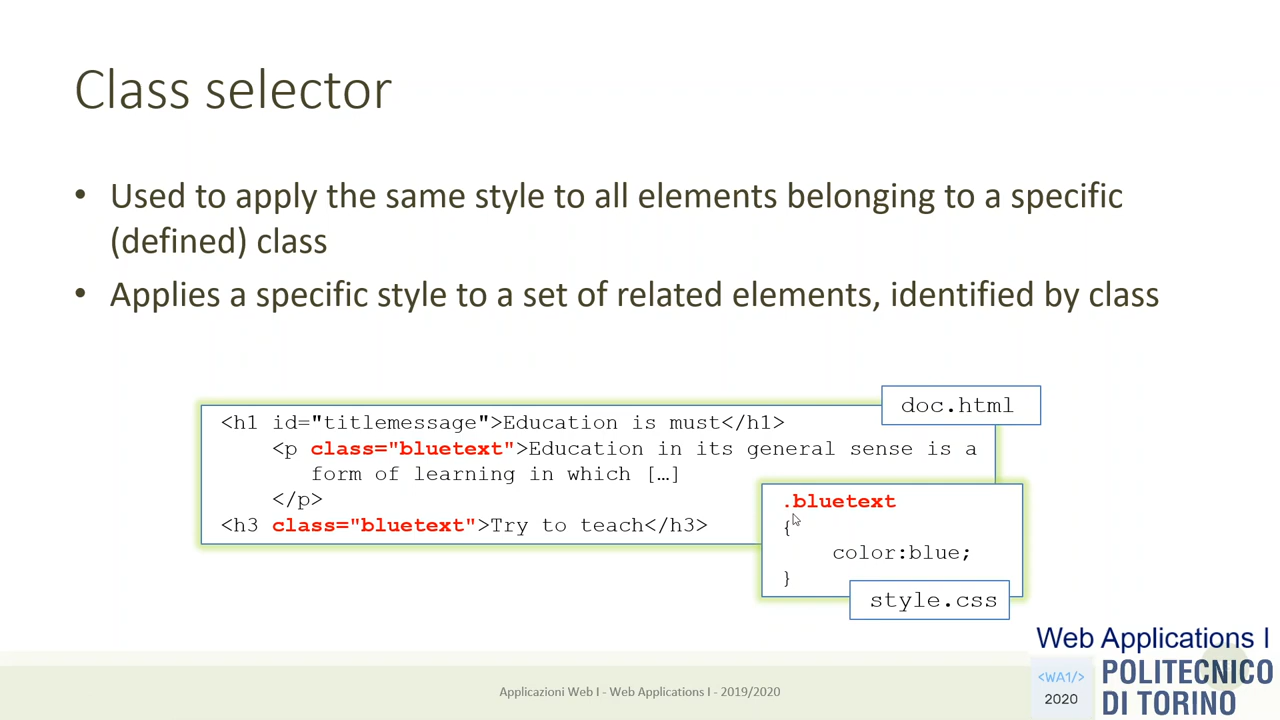 Class selector
• Used to apply the same style to all elements belonging to a specific
(defined) class
• Applies a specific style to a set of related elements, identified by class
doc.html
<h1 id="titlemessage">Education is must</h1>
<p class="bluetext">Education in its general sense is a
form of learning in which […]
</p>
<h3 class="bluetext">Try to teach</h3>
.bluetext
{
color:blue;
}
style.css
Applicazioni Web I - Web Applications I - 2019/2020
Web Applications I
<WA1/>
2020
POLITECNICO
DI TORINO